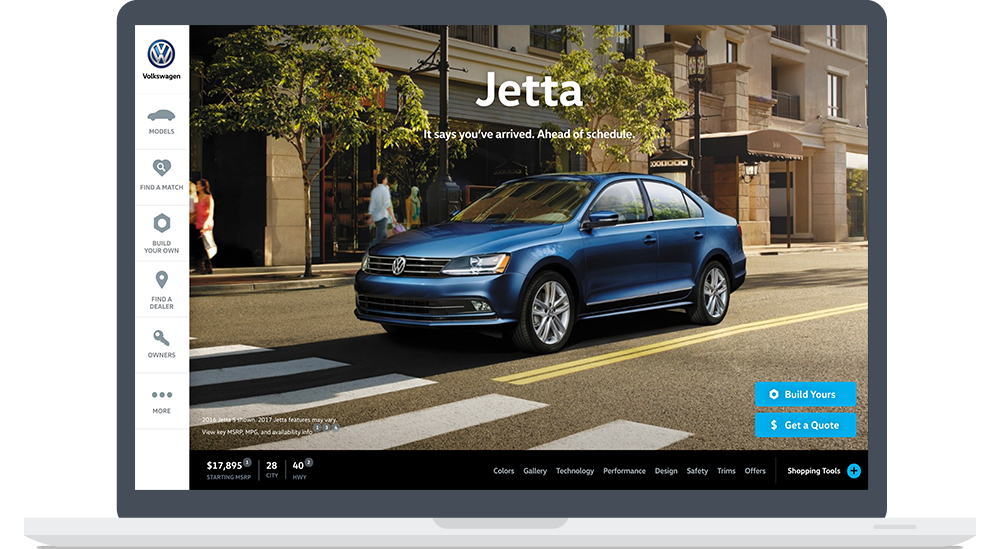 Volkswagen
MODELS
FIND A MATCH
BUILD
YOUR OWN
FIND A
DEALER
OWNERS
MORE
Jetta
It says you've arrived. Ahead of schedule.
2016 Jetta S shown. 2017 Jetta features may vary.
View key MSRP, MPG, and availability info 1 3 4
Build Yours
$ Get a Quote
$17,895 1
STARTING MSRP
28
CITY
40 2
HWY
Colors Gallery Technology Performance Design Safety Trims Offers
Shopping Tools +